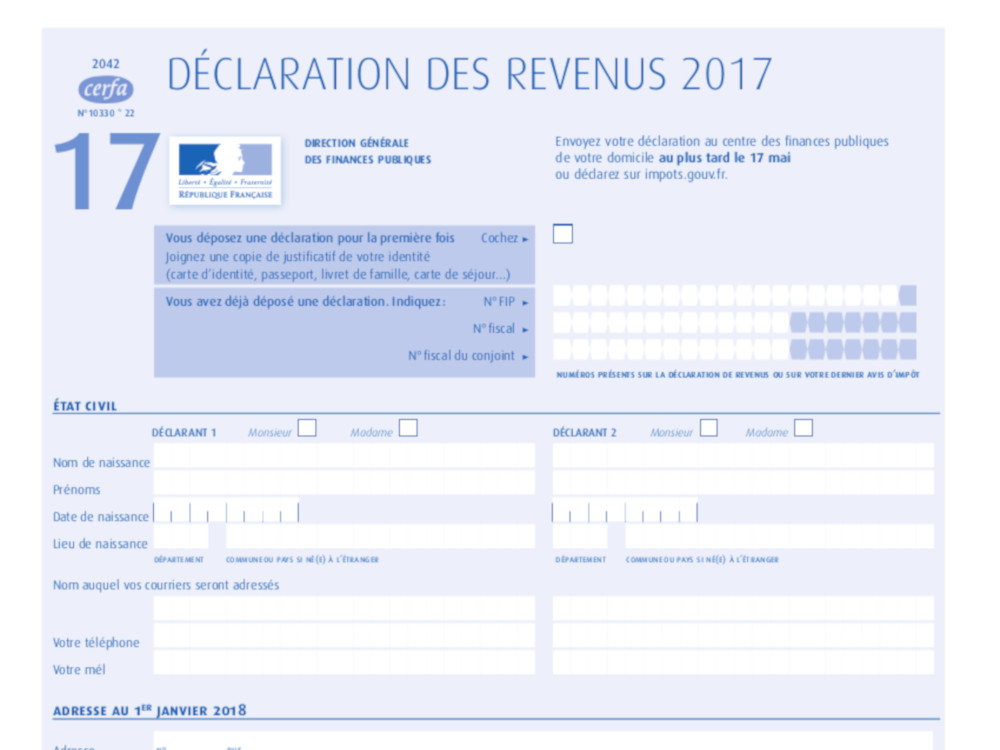 2042
cerfa
N° 10330 * 22
DÉCLARATION DES REVENUS 2017
17
Liberté • Égalité • Fraternité
RÉPUBLIQUE FRANÇAISE
DIRECTION GÉNÉRALE
DES FINANCES PUBLIQUES
Envoyez votre déclaration au centre des finances publiques
de votre domicile au plus tard le 17 mai
ou déclarez sur impots.gouv.fr.
Vous déposez une déclaration pour la première fois Cochez ►
Joignez une copie de justificatif de votre identité
(carte d'identité, passeport, livret de famille, carte de séjour...)
Vous avez déjà déposé une déclaration. Indiquez : N° FIP ►
N° fiscal ►
N° fiscal du conjoint ►
NUMÉROS PRÉSENTS SUR LA DÉCLARATION DE REVENUS OU SUR VOTRE DERNIER AVIS D'IMPÔT
ÉTAT CIVIL
DÉCLARANT 1 Monsieur Madame DÉCLARANT 2 Monsieur Madame
Nom de naissance
Prénoms
Date de naissance
Lieu de naissance
DÉPARTEMENT COMMUNE OU PAYS SI NÉ(E) À L'ÉTRANGER DÉPARTEMENT COMMUNE OU PAYS SI NÉ(E) À L'ÉTRANGER
Nom auquel vos courriers seront adressés
Votre téléphone
Votre mél
ADRESSE AU 1ER JANVIER 2018
Adresse